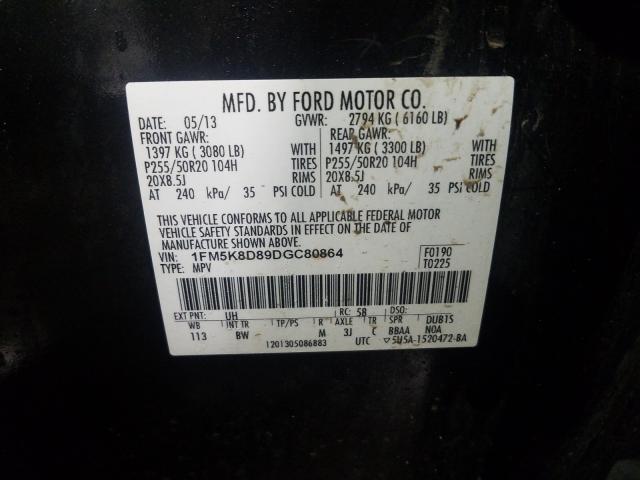 MFD. BY FORD MOTOR CO.
DATE: 05/13 GVWR: 2794 KG ( 6160 LB)
FRONT GAWR: REAR GAWR:
1397 KG ( 3080 LB) WITH 1497 KG ( 3300 LB) WITH
P255/50R20 104H TIRES P255/50R20 104H TIRES
20X8.5J RIMS 20X8.5J RIMS
AT 240 kPa/ 35 PSI COLD AT 240 kPa/ 35 PSI COLD
THIS VEHICLE CONFORMS TO ALL APPLICABLE FEDERAL MOTOR
VEHICLE SAFETY STANDARDS IN EFFECT ON THE DATE OF
MANUFACTURE SHOWN ABOVE.
VIN: 1FM5K8D89DGC80864 F0190
TYPE: MPV T0225
EXT PNT: UH RC: 58 DSO:
WB INT TR TP/PS R AXLE TR SPR DUB1S
113 BW M 3J C BBAA N0A
1201305086883 UTC ▽5U5A-1520472-BA